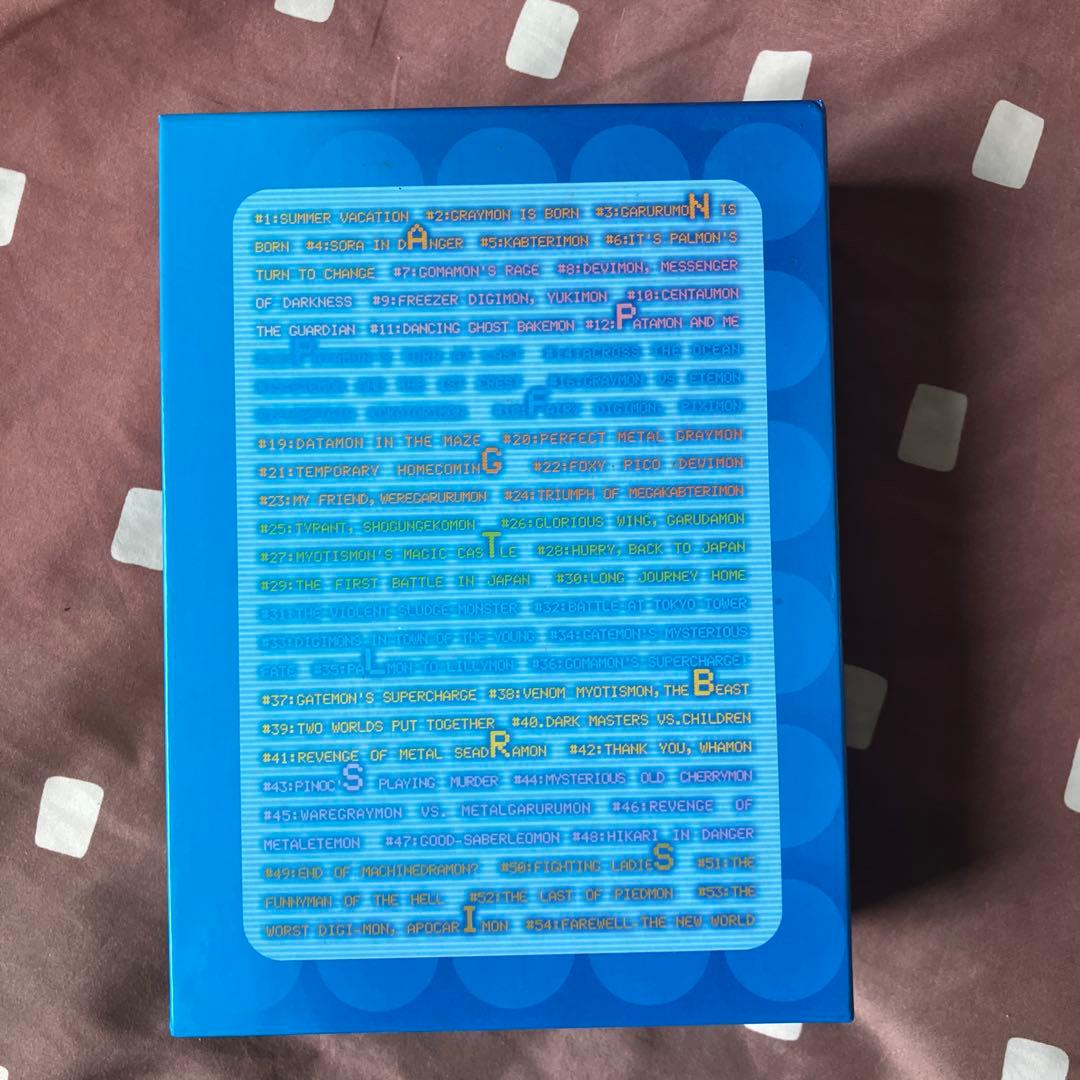 #1:SUMMER VACATION #2:GRAYMON IS BORN #3:GARURUMON IS
BORN #4:SORA IN DANGER #5:KABTERIMON #6:IT'S PALMON'S
TURN TO CHANGE #7:GOMAMON'S RAGE #8:DEVIMON, MESSENGER
OF DARKNESS #9:FREEZER DIGIMON, YUKIMON #10:CENTAUMON
THE GUARDIAN #11:DANCING GHOST BAKEMON #12:PATAMON AND ME
TURN AT LAST #14:ACROSS THE OCEAN
THE 1ST CREST #16:GRAYMON VS ETEMON
#18:FAIRY DIGIMON, PIXIMON
#19:DATAMON IN THE MAZE #20:PERFECT METAL GRAYMON
#21:TEMPORARY HOMECOMING #22:FOXY PICO DEVIMON
#23:MY FRIEND, WEREGARURUMON #24:TRIUMPH OF MEGAKABTERIMON
#25:TYRANT, SHOGUNGEKOMON #26:GLORIOUS WING, GARUDAMON
#27:MYOTISMON'S MAGIC CASTLE #28:HURRY, BACK TO JAPAN
#29:THE FIRST BATTLE IN JAPAN #30:LONG JOURNEY HOME
#31:THE VIOLENT SLUDGE MONSTER #32:BATTLE AT TOKYO TOWER
#33:DIGIMONS IN TOWN OF THE YOUNG #34:GATEMON'S MYSTERIOUS
FATE #35:PALMON TO LILLYMON #36:GOMAMON'S SUPERCHARGE!
#37:GATEMON'S SUPERCHARGE #38:VENOM MYOTISMON, THE BEAST
#39:TWO WORLDS PUT TOGETHER #40.DARK MASTERS VS.CHILDREN
#41:REVENGE OF METAL SEADRAMON #42:THANK YOU, WHAMON
#43:PINOC'S PLAYING MURDER #44:MYSTERIOUS OLD CHERRYMON
#45:WAREGRAYMON VS. METALGARURUMON #46:REVENGE OF
METALETEMON #47:GOOD-SABERLEOMON #48:HIKARI IN DANGER
#49:END OF MACHINEDRAMON? #50:FIGHTING LADIES #51:THE
FUNNYMAN OF THE HELL #52:THE LAST OF PIEDMON #53:THE
WORST DIGI-MON, APOCARIMON #54:FAREWELL-THE NEW WORLD